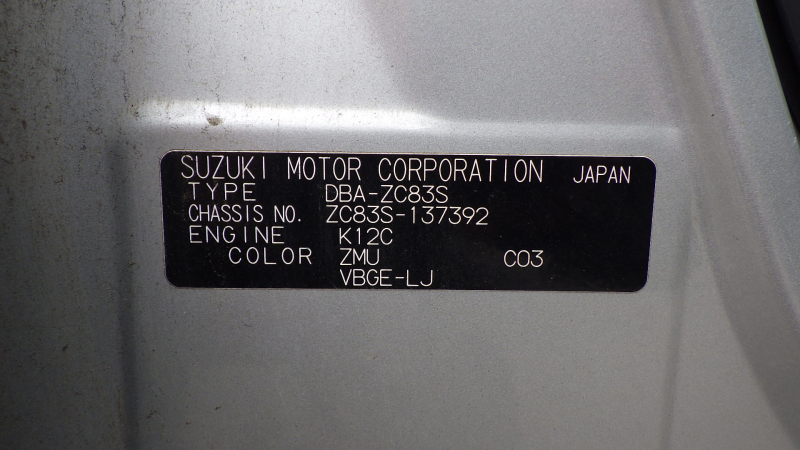 SUZUKI MOTOR CORPORATION JAPAN
TYPE DBA-ZC83S
CHASSIS NO. ZC83S-137392
ENGINE K12C
COLOR ZMU C03
VBGE-LJ